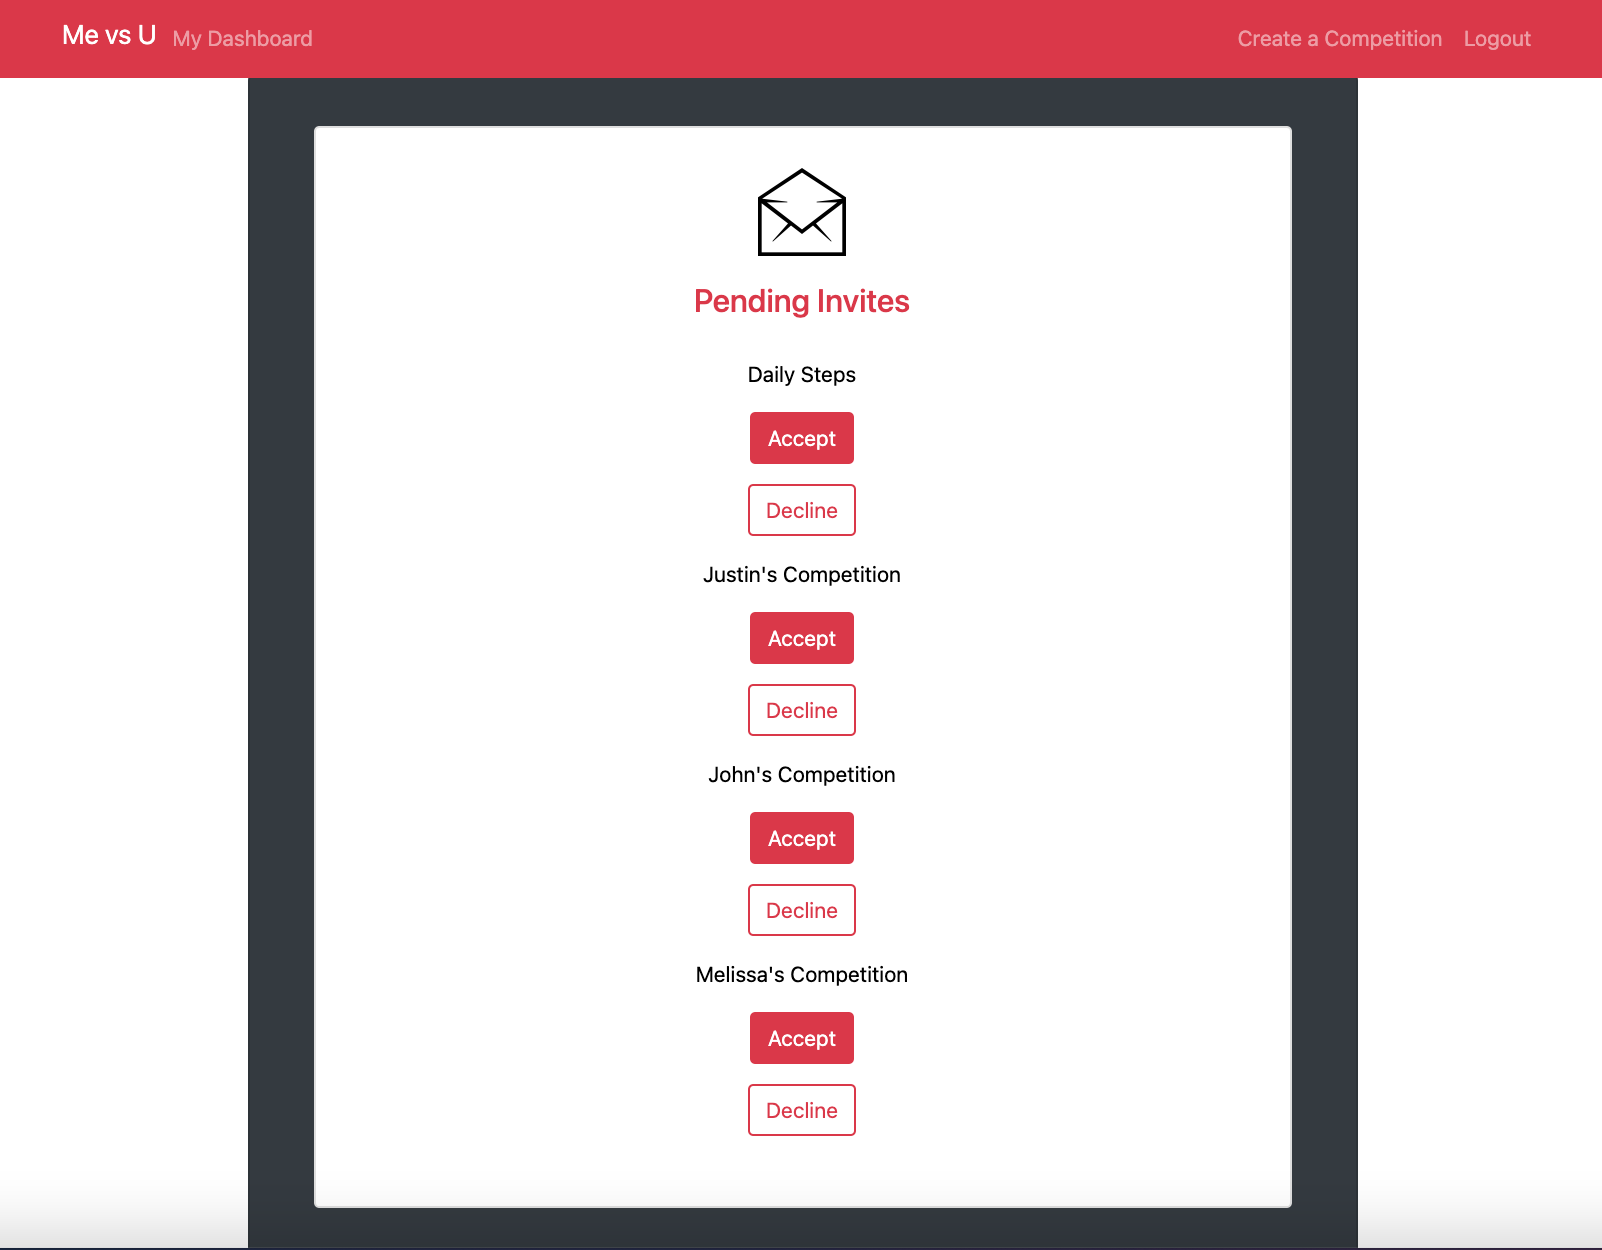 Me vs U My Dashboard Create a Competition Logout
Pending Invites
Daily Steps
Accept
Decline
Justin's Competition
Accept
Decline
John's Competition
Accept
Decline
Melissa's Competition
Accept
Decline